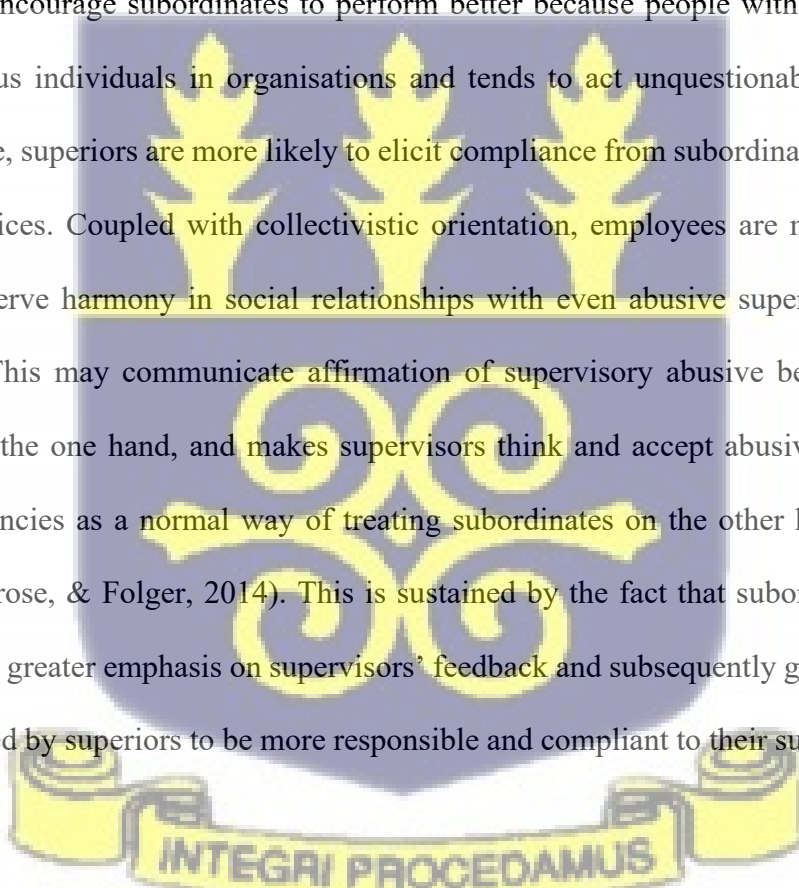 ncourage subordinates to perform better because people with
us individuals in organisations and tends to act unquestionab
e, superiors are more likely to elicit compliance from subordina
ices. Coupled with collectivistic orientation, employees are
erve harmony in social relationships with even abusive super
This may communicate affirmation of supervisory abusive be
the one hand, and makes supervisors think and accept abusiv
ncies as a normal way of treating subordinates on the other
rose, & Folger, 2014). This is sustained by the fact that subor
greater emphasis on supervisors’ feedback and subsequently g
ed by superiors to be more responsible and compliant to their su
INTEGRI PROCEDAMUS